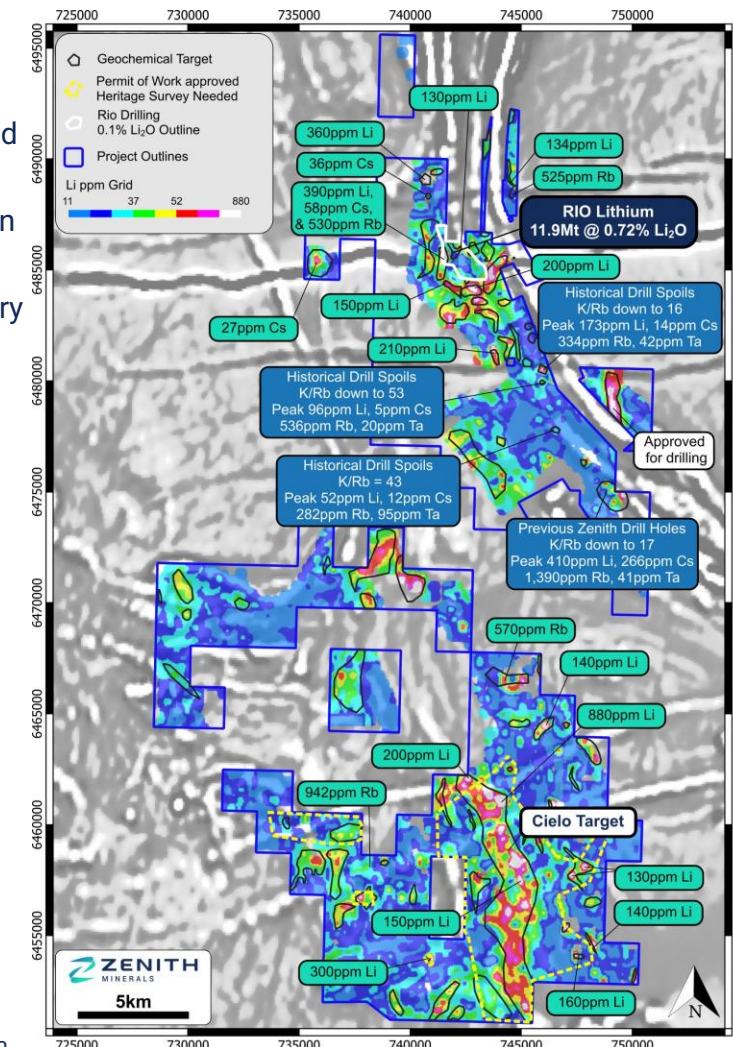 725000 730000 735000 740000 745000 750000
6495000
6490000
6485000
6480000
6475000
6470000
6465000
6460000
6455000
Geochemical Target
Permit of Work approved
Heritage Survey Needed
Rio Drilling
0.1% Li₂O Outline
Project Outlines
Li ppm Grid
11 37 52 880
130ppm Li
360ppm Li
36ppm Cs
390ppm Li,
58ppm Cs,
& 530ppm Rb
134ppm Li
525ppm Rb
RIO Lithium
11.9Mt @ 0.72% Li₂O
200ppm Li
150ppm Li
27ppm Cs
210ppm Li
Historical Drill Spoils
K/Rb down to 16
Peak 173ppm Li, 14ppm Cs
334ppm Rb, 42ppm Ta
Historical Drill Spoils
K/Rb down to 53
Peak 96ppm Li, 5ppm Cs
536ppm Rb, 20ppm Ta
Approved
for drilling
Historical Drill Spoils
K/Rb = 43
Peak 52ppm Li, 12ppm Cs
282ppm Rb, 95ppm Ta
Previous Zenith Drill Holes
K/Rb down to 17
Peak 410ppm Li, 266ppm Cs
1,390ppm Rb, 41ppm Ta
570ppm Rb
140ppm Li
880ppm Li
200ppm Li
942ppm Rb
Cielo Target
130ppm Li
150ppm Li
140ppm Li
300ppm Li
160ppm Li
ZENITH
MINERALS
5km
N
725000 730000 735000 740000 745000 750000